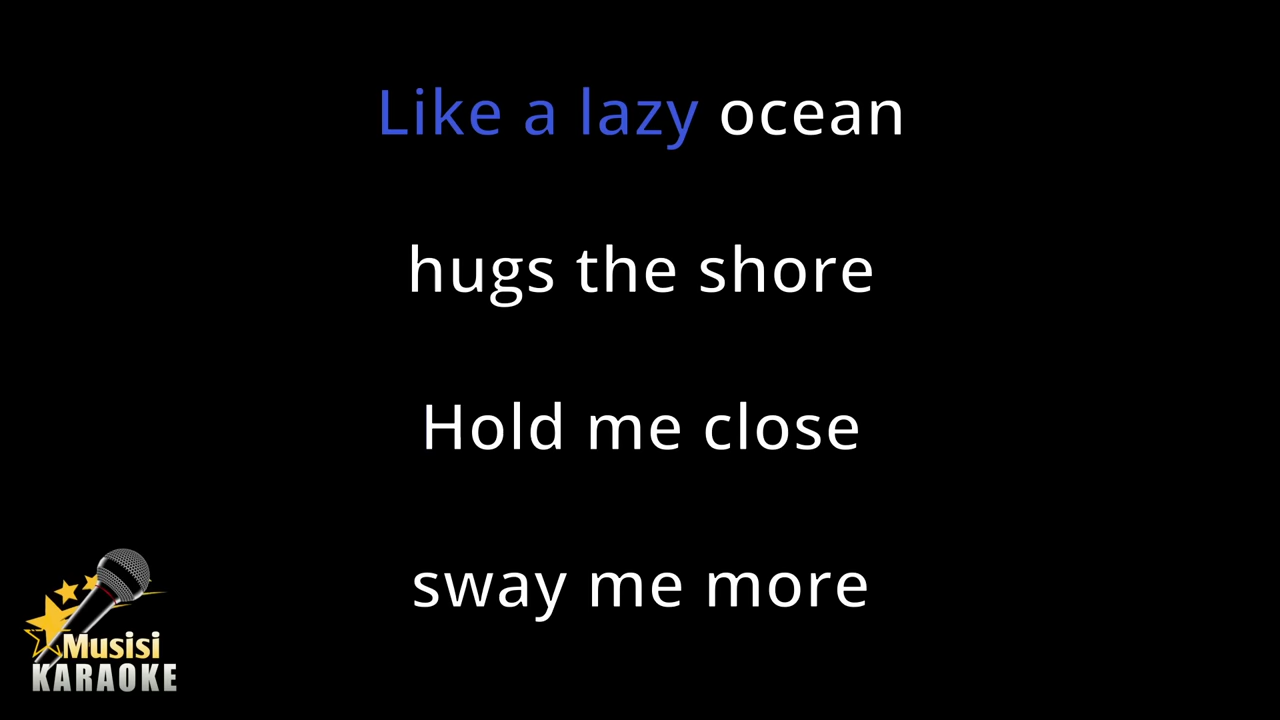 Like a lazy ocean
hugs the shore
Hold me close
sway me more
Musisi
KARAOKE